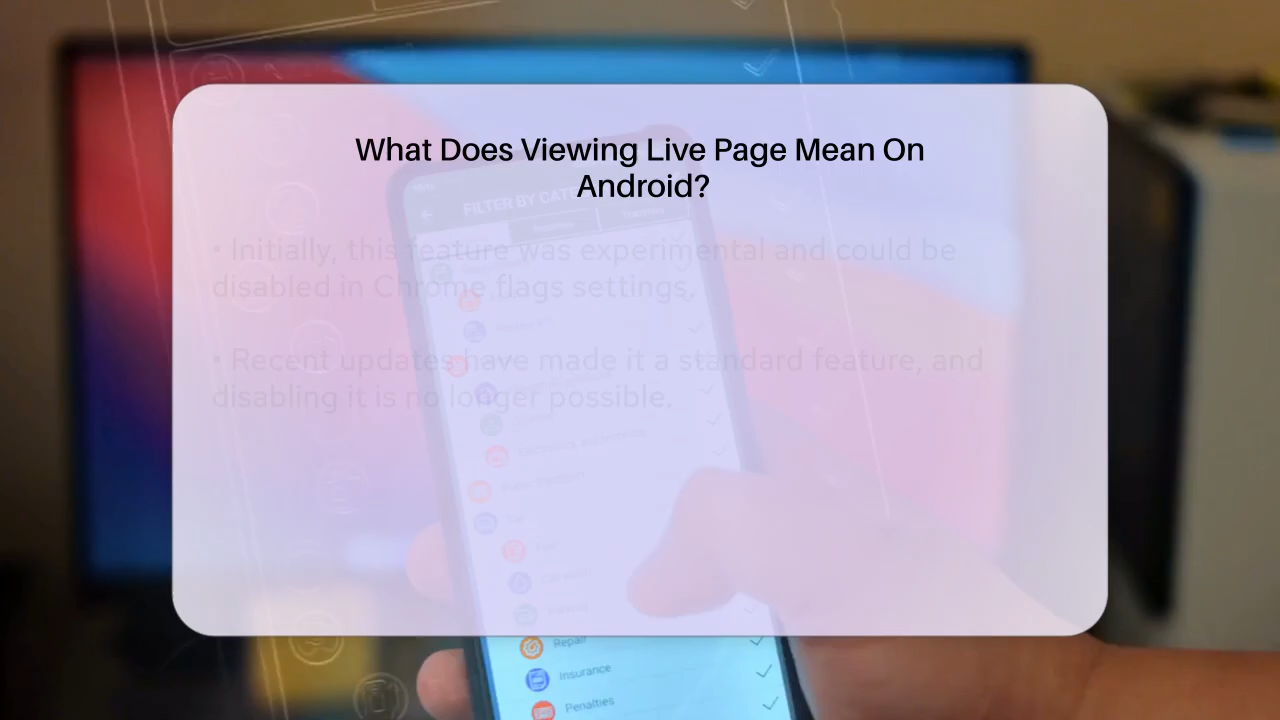 What Does Viewing Live Page Mean On
Android?
FILTER BY CATE
• Initially, this feature was experimental and could be
disabled in Chrome flags settings.
• Recent updates have made it a standard feature, and
disabling it is no longer possible.
Repair
Insurance
Penalties